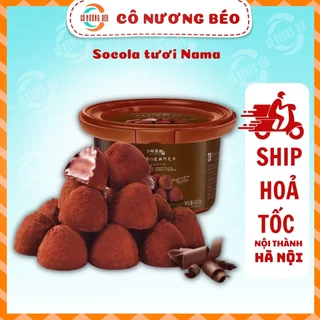 CÔ NƯƠNG BÉO
Socola tươi Nama
SHIP
HOẢ
TỐC
NỘI THÀNH
HÀ NỘI